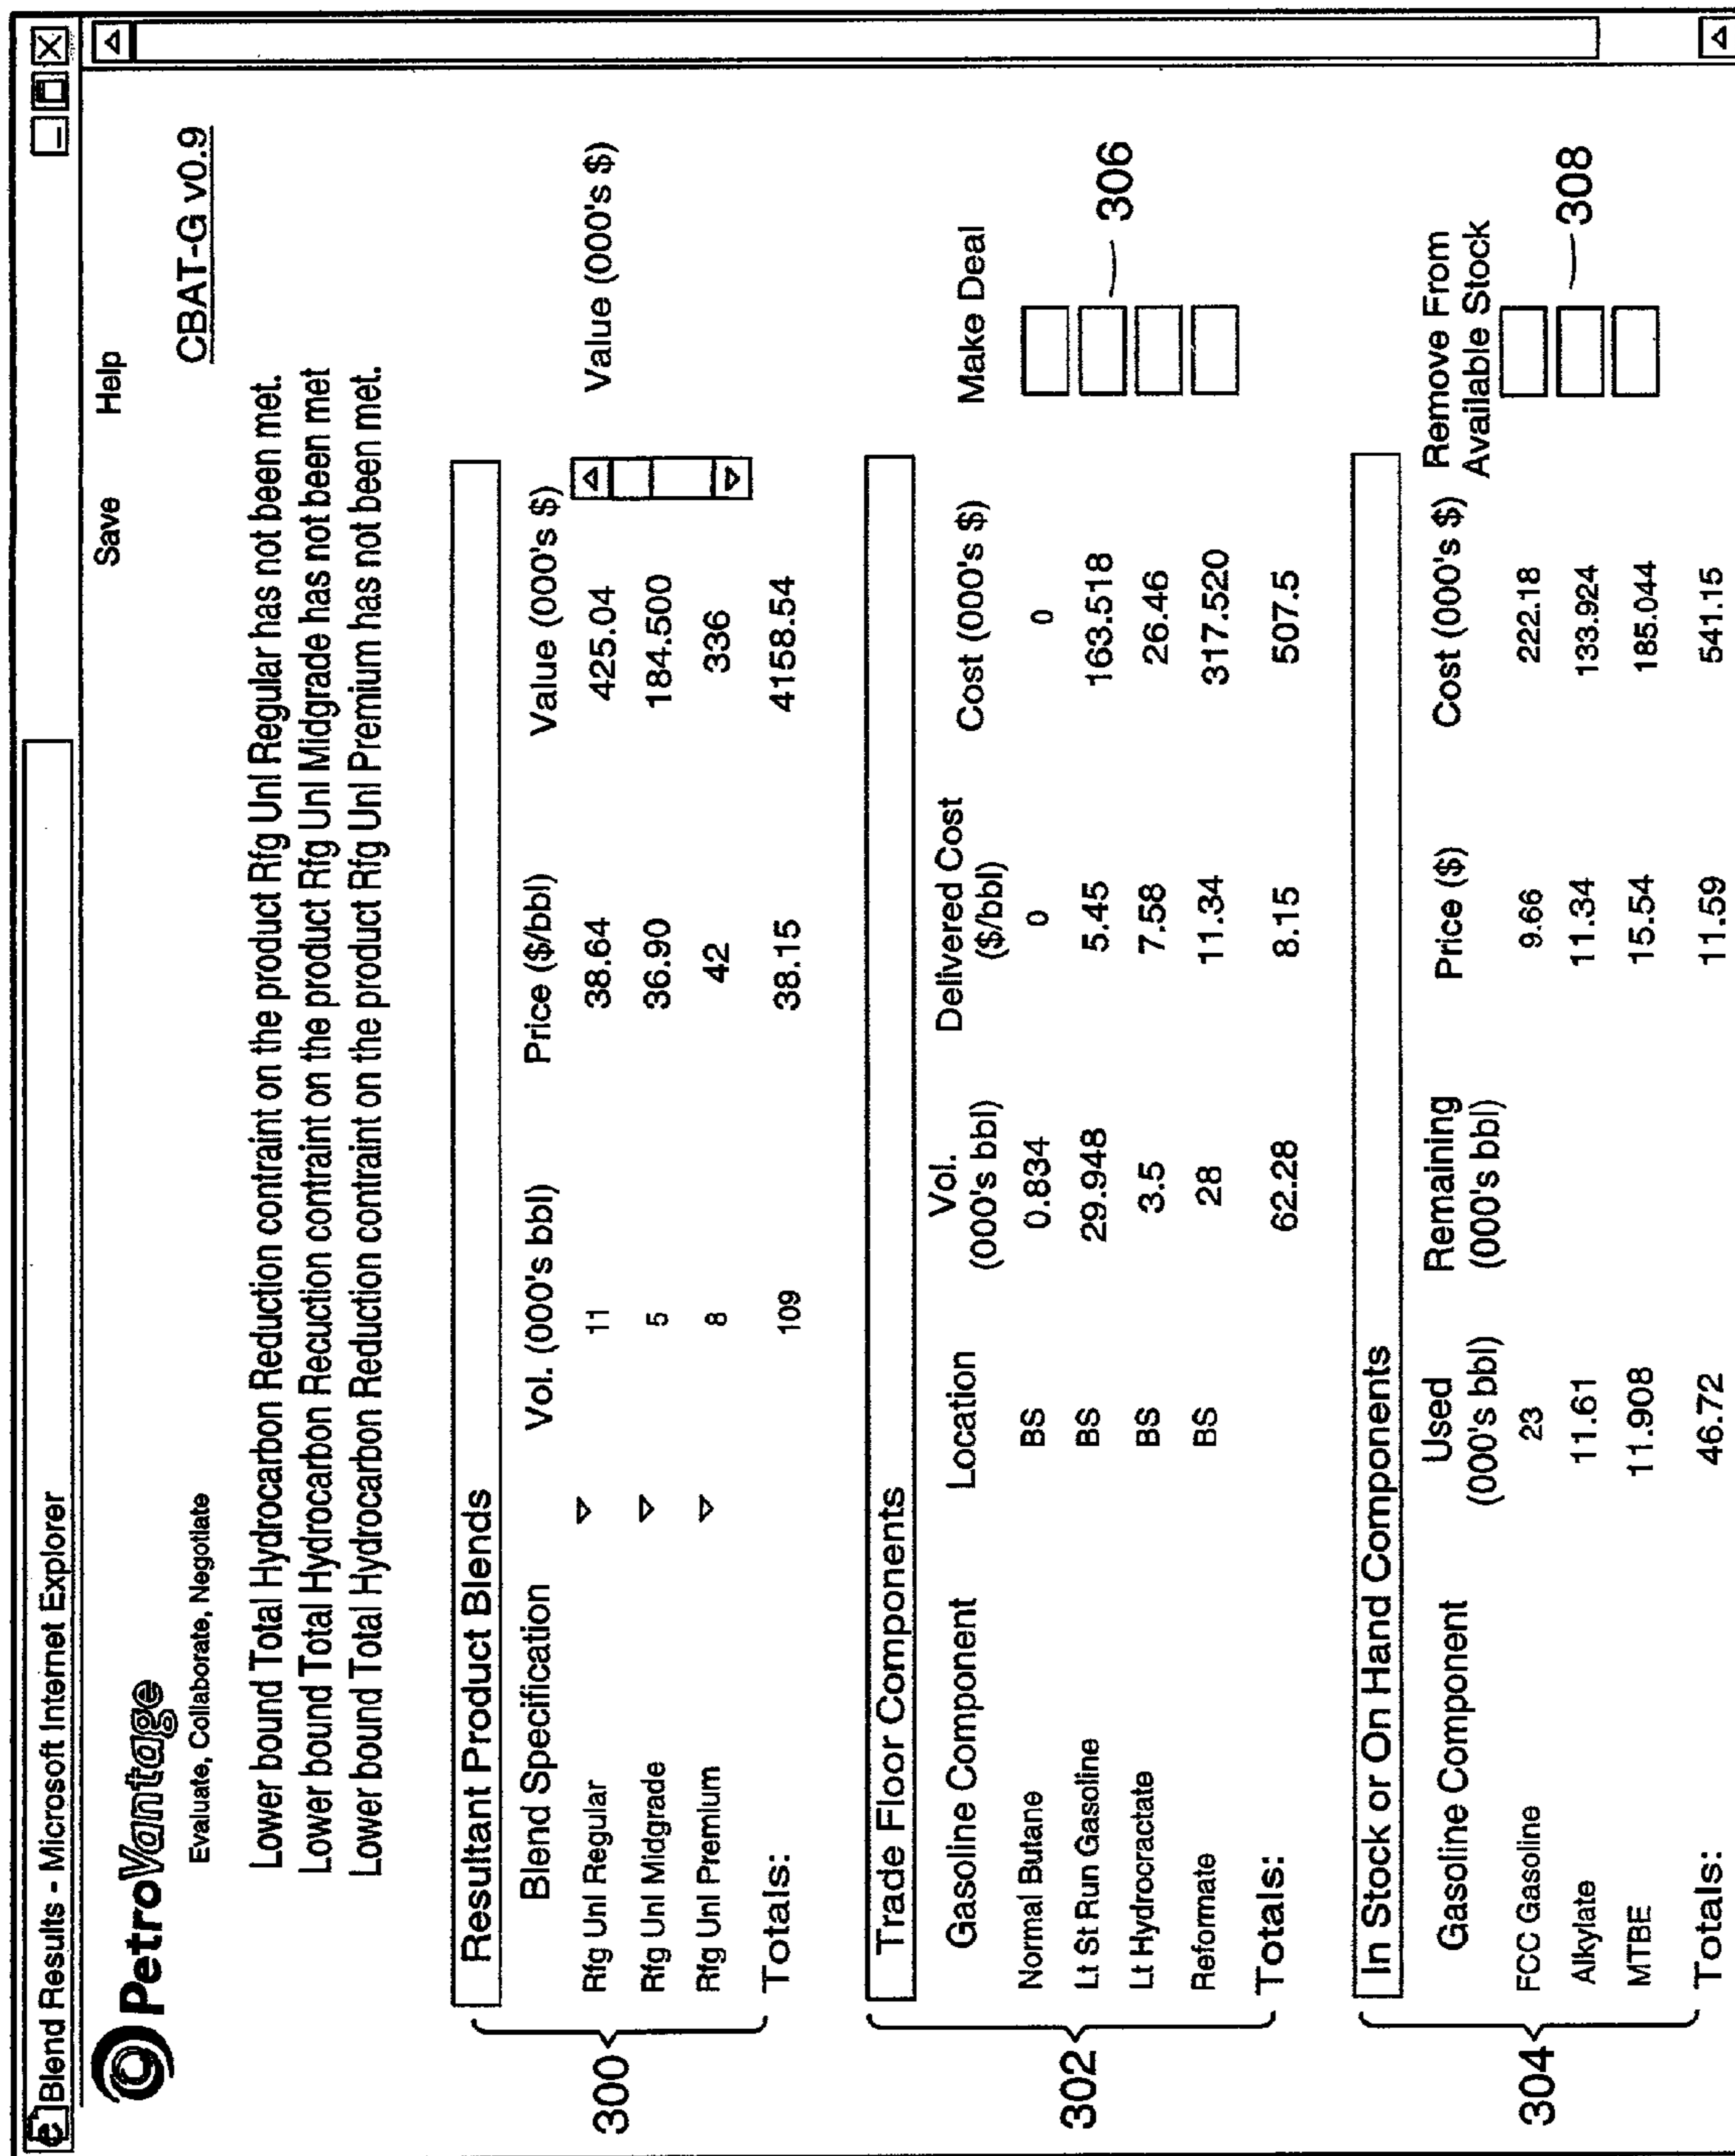 Blend Results - Microsoft Internet Explorer
Save Help
PetroVantage
CBAT-G v0.9
Evaluate, Collaborate, Negotiate
Lower bound Total Hydrocarbon Reduction contraint on the product Rfg Unl Regular has not been met.
Lower bound Total Hydrocarbon Recuction contraint on the product Rfg Unl Midgrade has not been met
Lower bound Total Hydrocarbon Reduction contraint on the product Rfg Unl Premium has not been met.
Resultant Product Blends
Blend Specification Vol. (000's bbl) Price ($/bbl) Value (000's $) Value (000's $)
Rfg Unl Regular 11 38.64 425.04
300 Rfg Unl Midgrade 5 36.90 184.500
Rfg Unl Premium 8 42 336
Totals: 109 38.15 4158.54
Trade Floor Components
Gasoline Component Location Vol. (000's bbl) Delivered Cost ($/bbl) Cost (000's $) Make Deal
Normal Butane BS 0.834 0 0
302 Lt St Run Gasoline BS 29.948 5.45 163.518 306
Lt Hydrocractate BS 3.5 7.58 26.46
Reformate BS 28 11.34 317.520
Totals: 62.28 8.15 507.5
In Stock or On Hand Components
Gasoline Component Used (000's bbl) Remaining (000's bbl) Price ($) Cost (000's $) Remove From Available Stock
FCC Gasoline 23 9.66 222.18
304 Alkylate 11.61 11.34 133.924 308
MTBE 11.908 15.54 185.044
Totals: 46.72 11.59 541.15